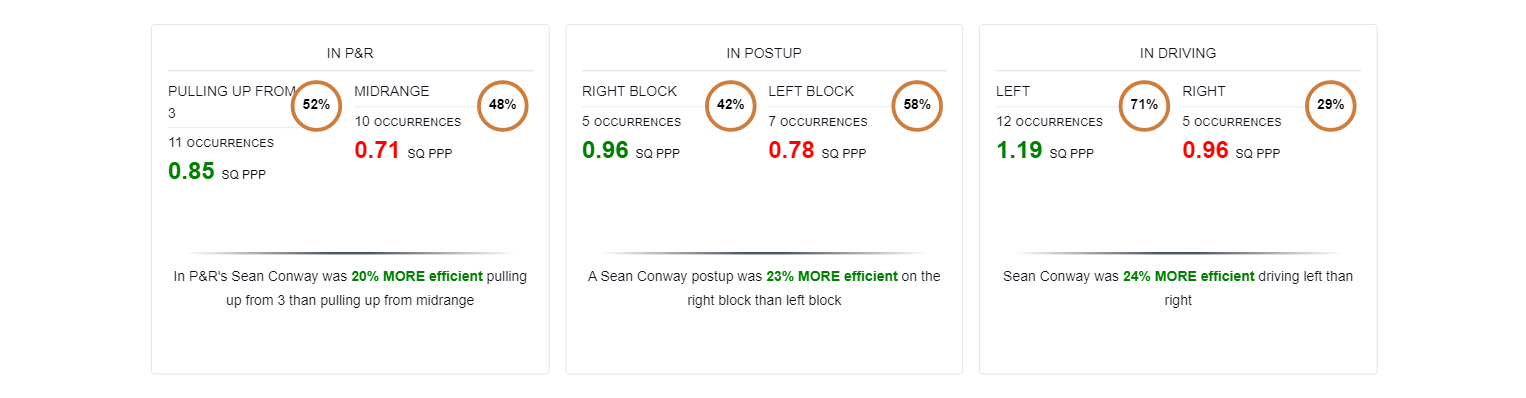 IN P&R
PULLING UP FROM
3
52%
11 OCCURRENCES
0.85 SQ PPP
MIDRANGE
48%
10 OCCURRENCES
0.71 SQ PPP
In P&R's Sean Conway was 20% MORE efficient pulling
up from 3 than pulling up from midrange
IN POSTUP
RIGHT BLOCK
42%
5 OCCURRENCES
0.96 SQ PPP
LEFT BLOCK
58%
7 OCCURRENCES
0.78 SQ PPP
A Sean Conway postup was 23% MORE efficient on the
right block than left block
IN DRIVING
LEFT
71%
12 OCCURRENCES
1.19 SQ PPP
RIGHT
29%
5 OCCURRENCES
0.96 SQ PPP
Sean Conway was 24% MORE efficient driving left than
right